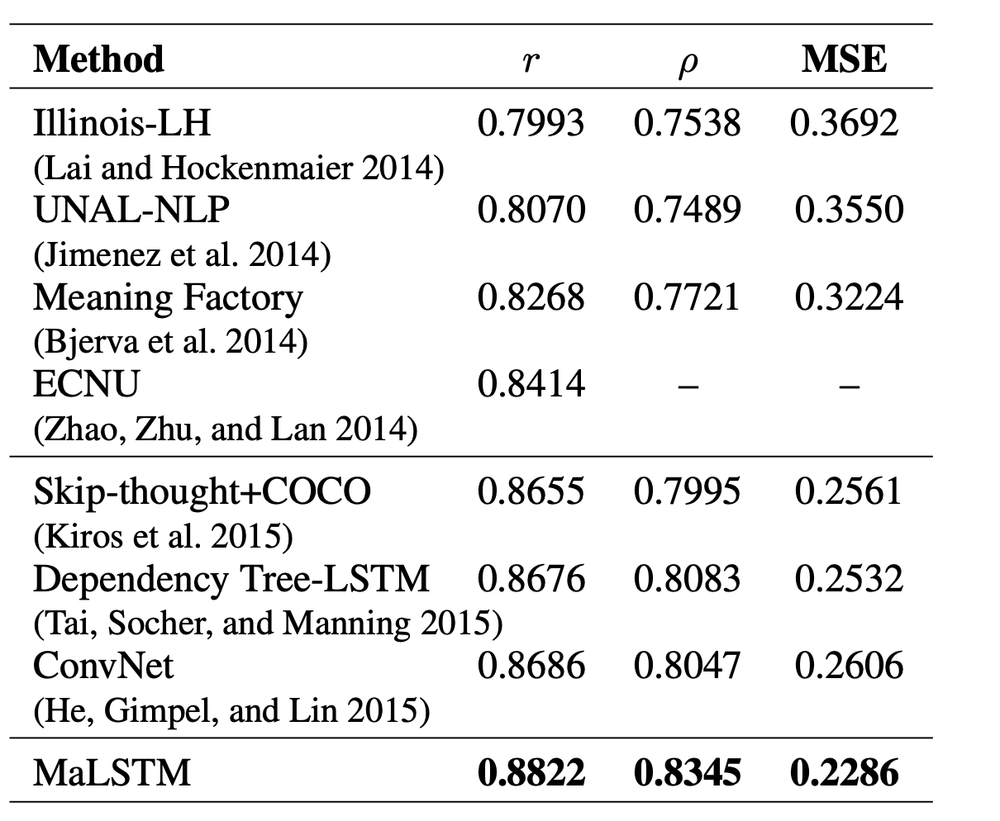 Method r ρ MSE
Illinois-LH 0.7993 0.7538 0.3692
(Lai and Hockenmaier 2014)
UNAL-NLP 0.8070 0.7489 0.3550
(Jimenez et al. 2014)
Meaning Factory 0.8268 0.7721 0.3224
(Bjerva et al. 2014)
ECNU 0.8414 – –
(Zhao, Zhu, and Lan 2014)
Skip-thought+COCO 0.8655 0.7995 0.2561
(Kiros et al. 2015)
Dependency Tree-LSTM 0.8676 0.8083 0.2532
(Tai, Socher, and Manning 2015)
ConvNet 0.8686 0.8047 0.2606
(He, Gimpel, and Lin 2015)
MaLSTM 0.8822 0.8345 0.2286